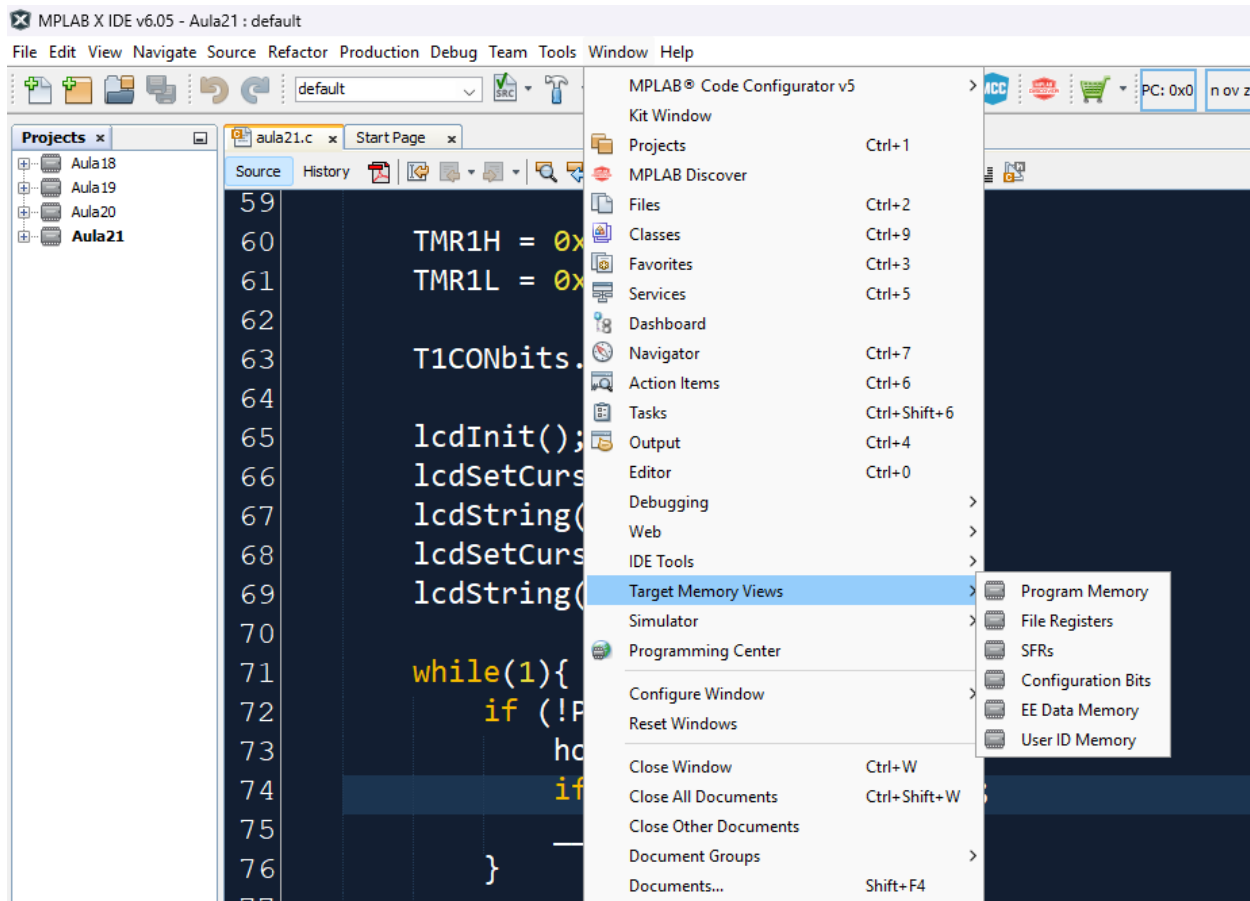 MPLAB X IDE v6.05 - Aula21 : default
File Edit View Navigate Source Refactor Production Debug Team Tools Window Help
default
SRC
MCC
PC: 0x0
n ov z
Projects
aula21.c
Start Page
Source
History
Aula18
Aula19
Aula20
Aula21
59
60 TMR1H = 0x
61 TMR1L = 0x
62
63 T1CONbits.
64
65 lcdInit();
66 lcdSetCurs
67 lcdString(
68 lcdSetCurs
69 lcdString(
70
71 while(1){
72 if (!P
73 ho
74 if
75 __
76 }
MPLAB® Code Configurator v5
Kit Window
Projects Ctrl+1
MPLAB Discover
Files Ctrl+2
Classes Ctrl+9
Favorites Ctrl+3
Services Ctrl+5
Dashboard
Navigator Ctrl+7
Action Items Ctrl+6
Tasks Ctrl+Shift+6
Output Ctrl+4
Editor Ctrl+0
Debugging
Web
IDE Tools
Target Memory Views
Simulator
Programming Center
Configure Window
Reset Windows
Close Window Ctrl+W
Close All Documents Ctrl+Shift+W
Close Other Documents
Document Groups
Documents... Shift+F4
Program Memory
File Registers
SFRs
Configuration Bits
EE Data Memory
User ID Memory